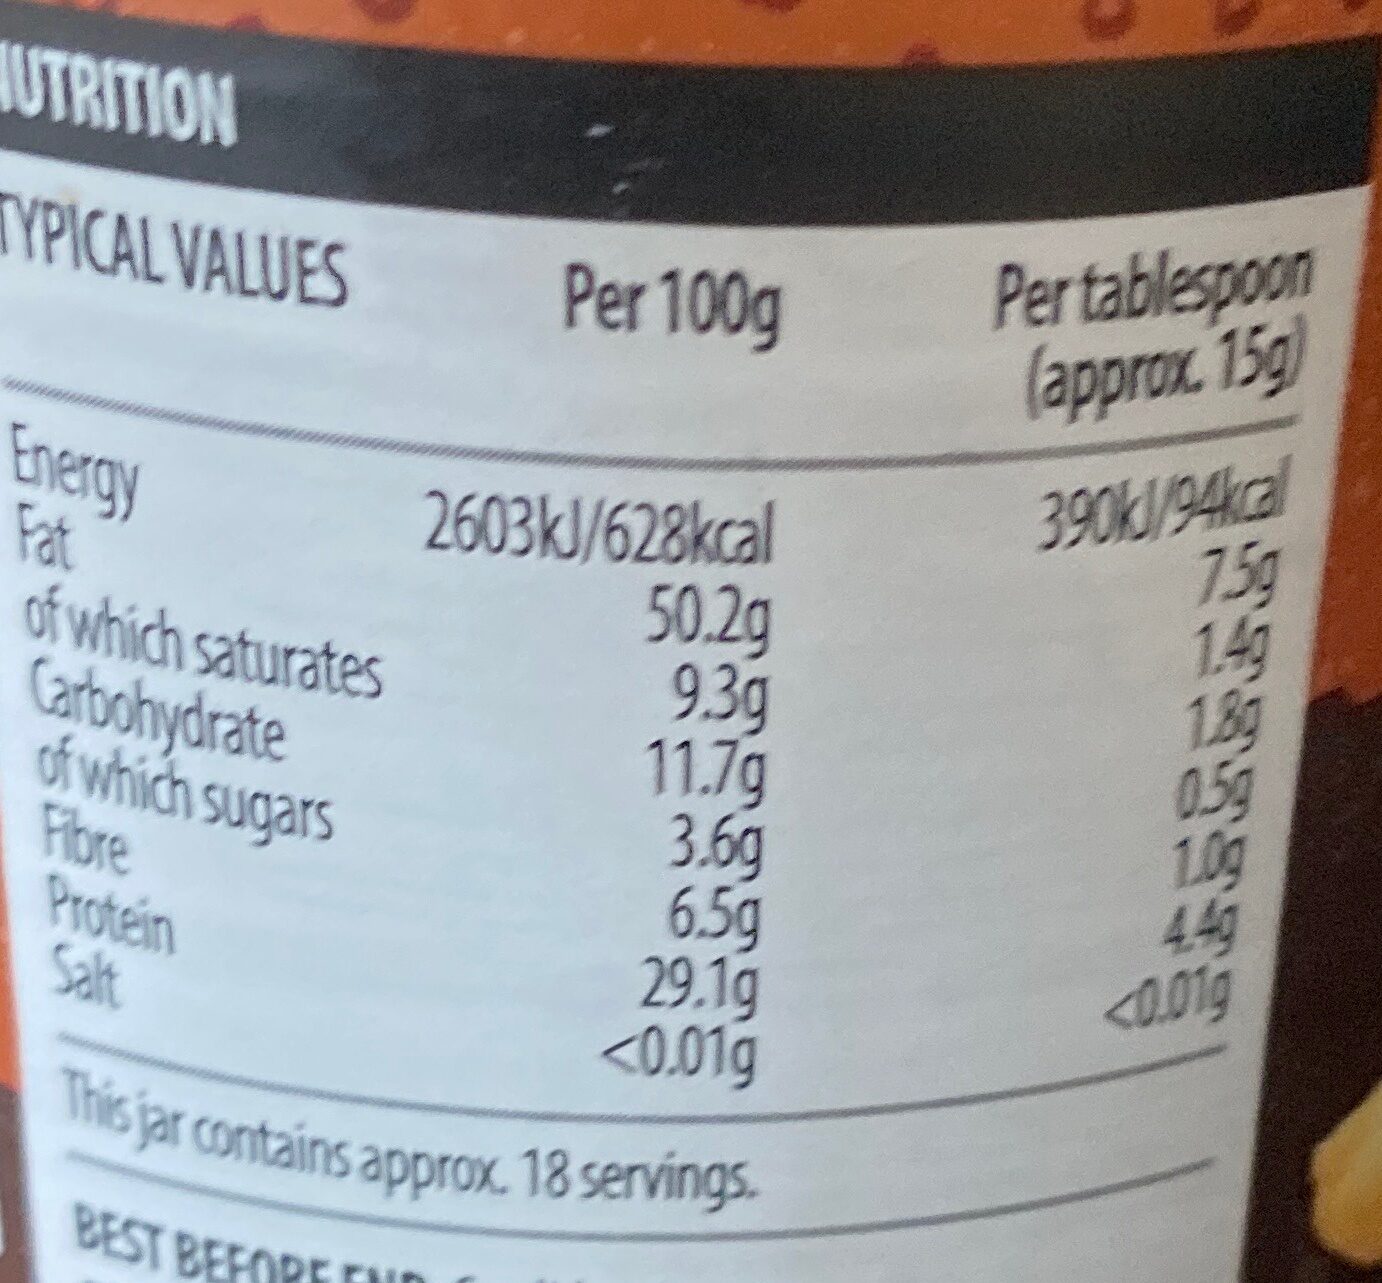 NUTRITION
TYPICAL VALUES Per 100g Per tablespoon
(approx. 15g)
Energy 2603kJ/628kcal 390kJ/94kcal
Fat 50.2g 7.5g
of which saturates 9.3g 1.4g
Carbohydrate 11.7g 1.8g
of which sugars 3.6g 0.5g
Fibre 6.5g 1.0g
Protein 29.1g 4.4g
Salt <0.01g <0.01g
This jar contains approx. 18 servings.
BEST BEFORE END